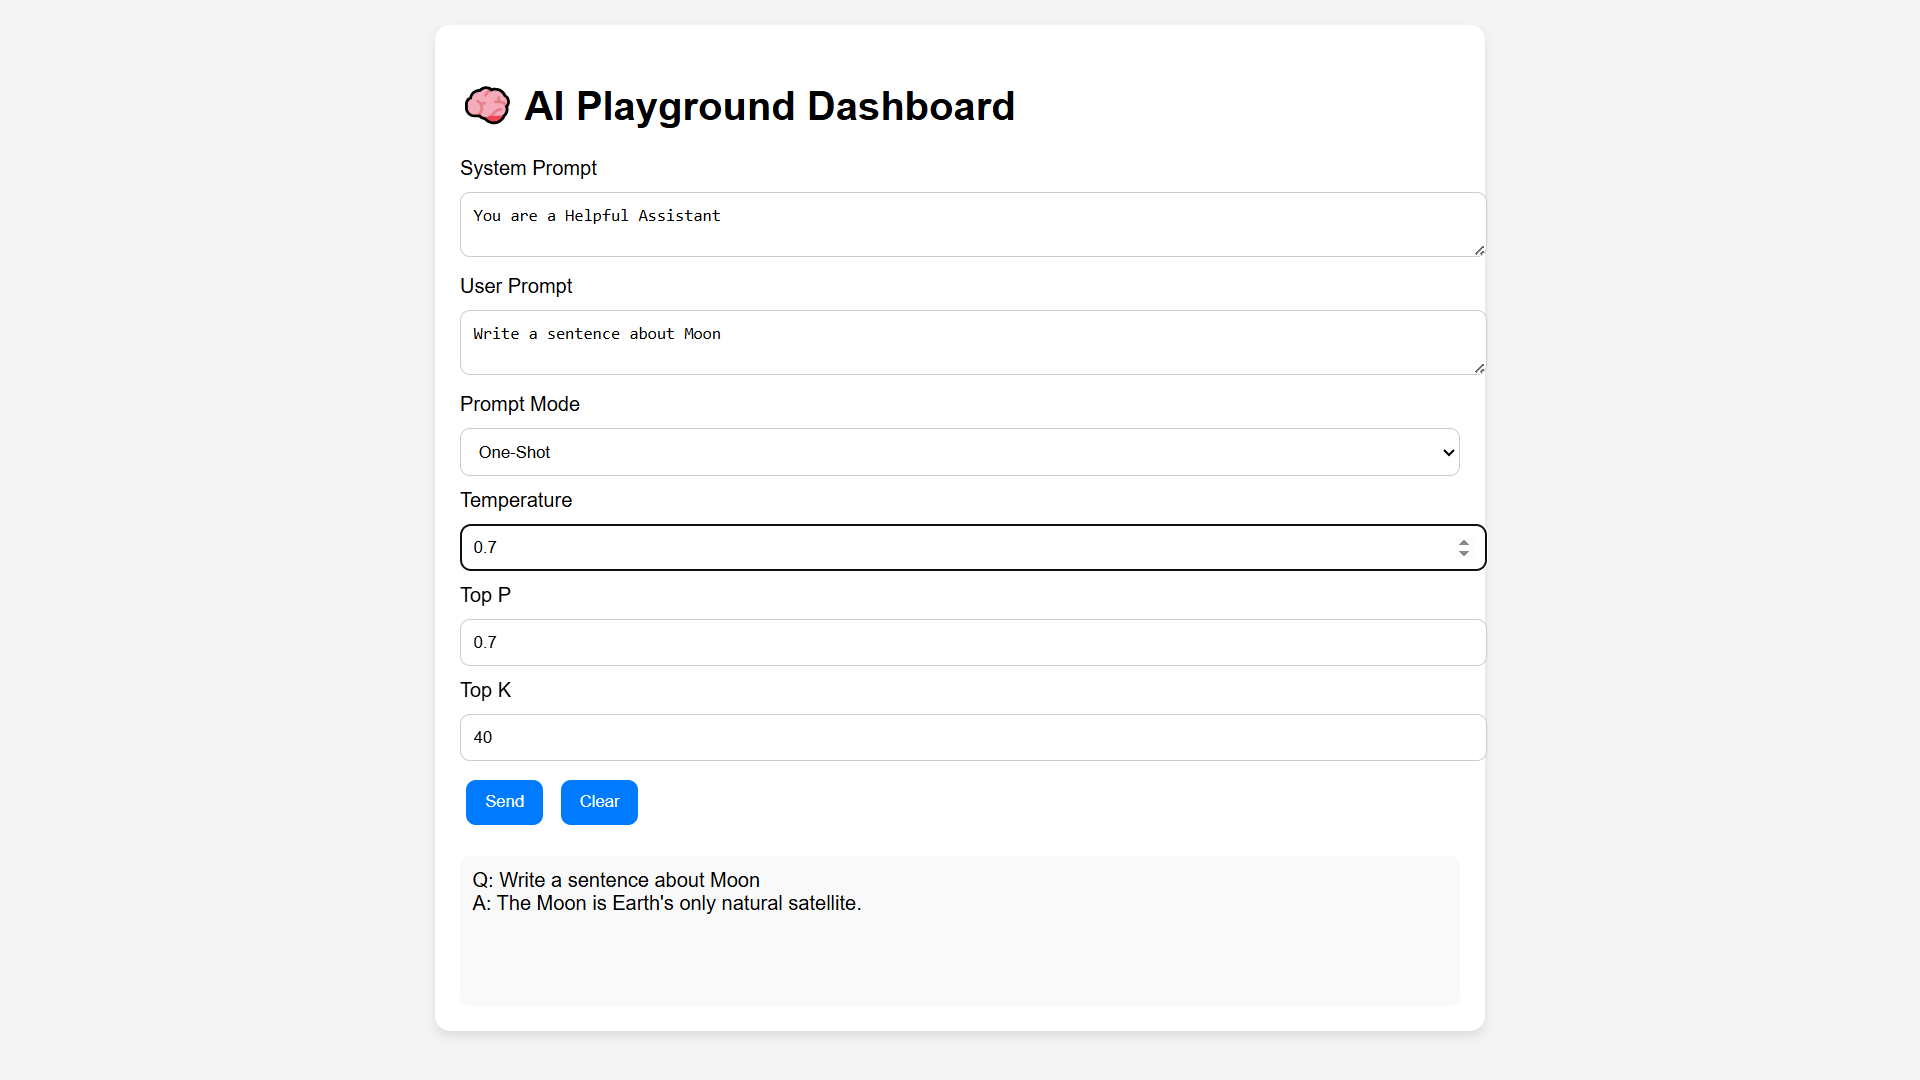 AI Playground Dashboard
System Prompt
You are a Helpful Assistant
User Prompt
Write a sentence about Moon
Prompt Mode
One-Shot
Temperature
0.7
Top P
0.7
Top K
40
Send Clear
Q: Write a sentence about Moon
A: The Moon is Earth's only natural satellite.